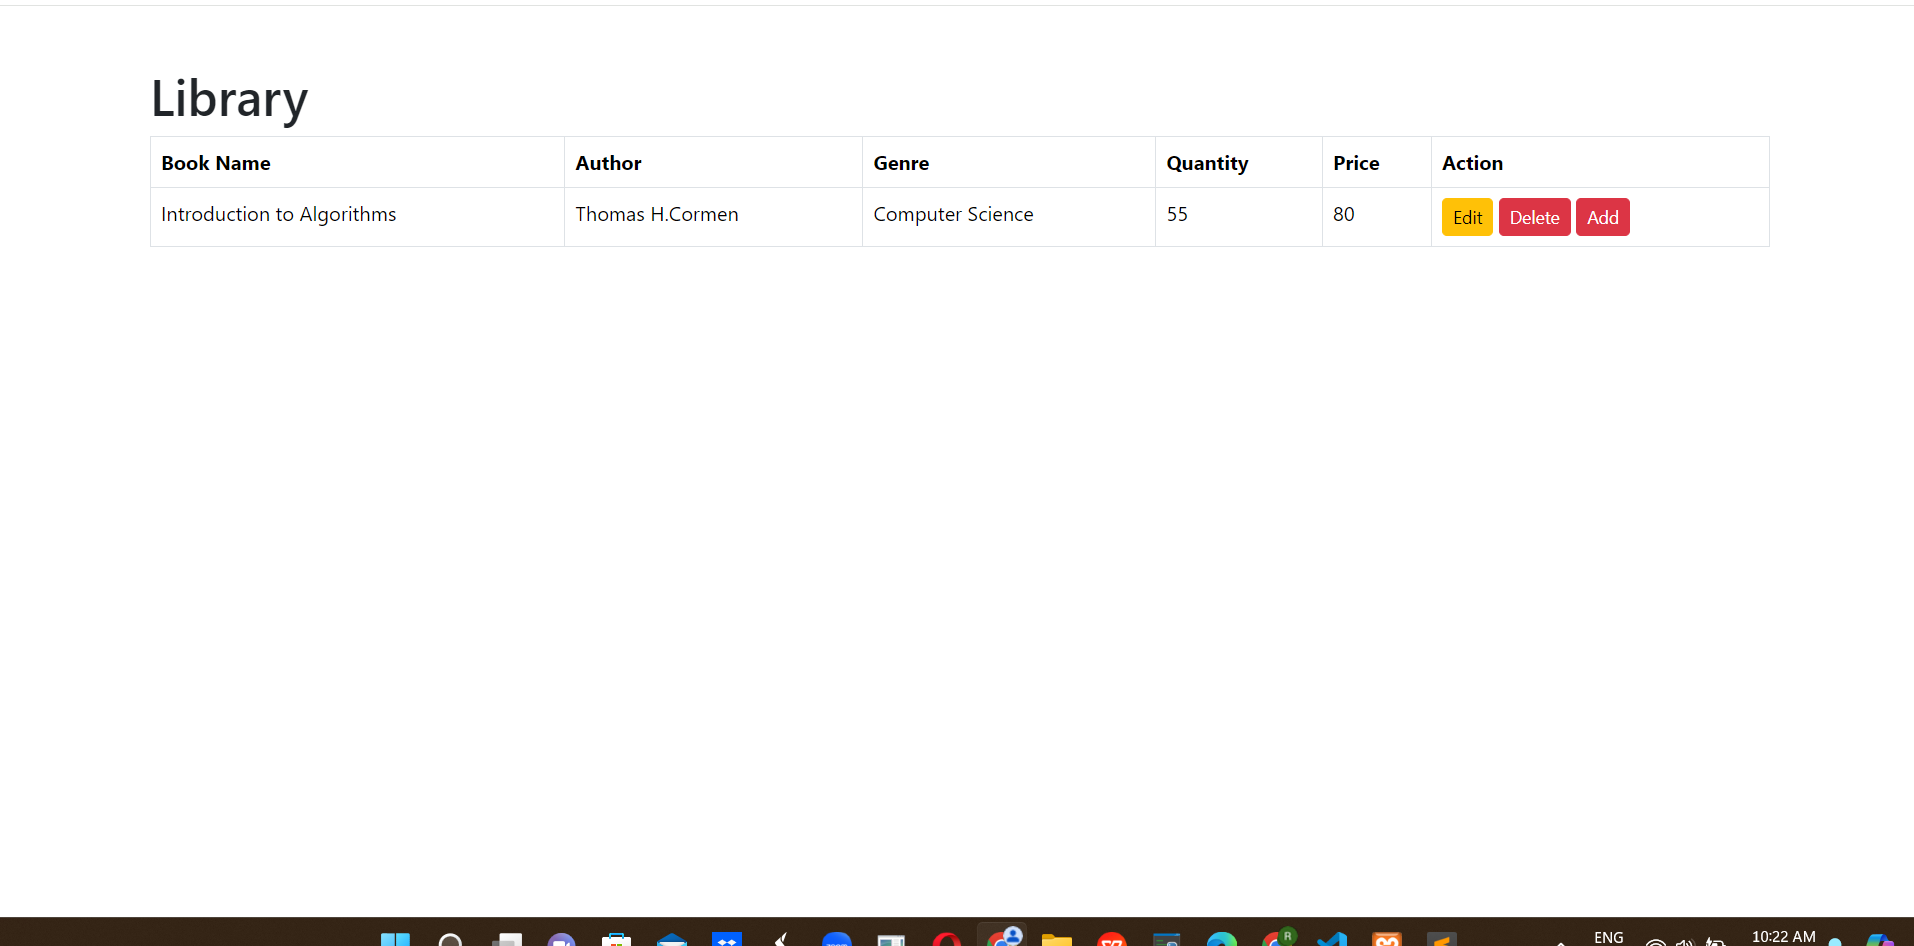 Library
Book Name Author Genre Quantity Price Action
Introduction to Algorithms Thomas H.Cormen Computer Science 55 80 Edit Delete Add
R
ENG
10:22 AM